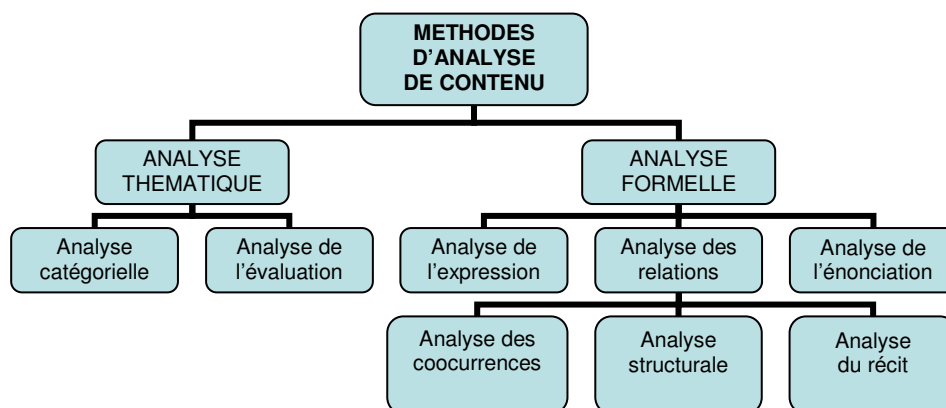 METHODES
D'ANALYSE
DE CONTENU
ANALYSE
THEMATIQUE
ANALYSE
FORMELLE
Analyse
catégorielle
Analyse de
l'évaluation
Analyse de
l'expression
Analyse des
relations
Analyse de
l'énonciation
Analyse des
coocurrences
Analyse
structurale
Analyse
du récit